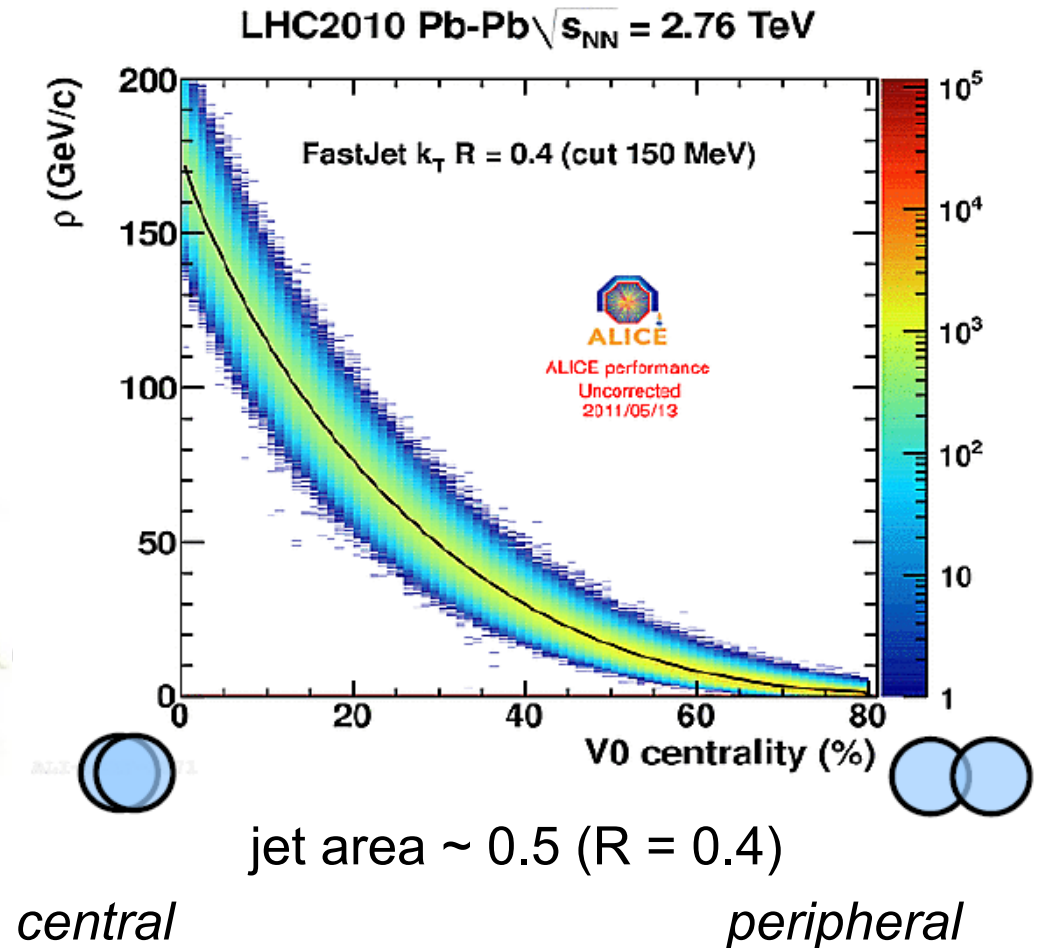 LHC2010 Pb-Pb√s_NN = 2.76 TeV
ρ (GeV/c)
FastJet k_T R = 0.4 (cut 150 MeV)
ALICE
ALICE performance
Uncorrected
2011/05/13
200
150
100
50
0
0 20 40 60 80
V0 centrality (%)
10^5
10^4
10^3
10^2
10
1
jet area ~ 0.5 (R = 0.4)
central peripheral